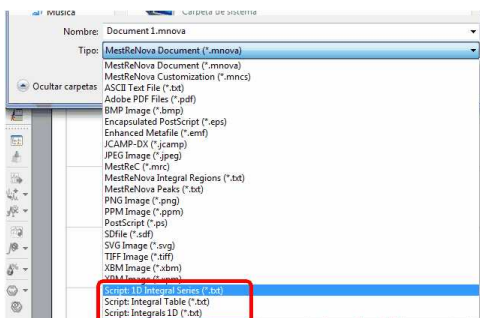 Música
Carpeta de sistema
Nombre: Document 1.mnova
Tipo: MestReNova Document (*.mnova)
MestReNova Document (*.mnova)
MestReNova Customization (*.mncs)
Ocultar carpetas
ASCII Text File (*.txt)
Adobe PDF Files (*.pdf)
BMP Image (*.bmp)
Encapsulated PostScript (*.eps)
Enhanced Metafile (*.emf)
JCAMP-DX (*.jcamp)
JPEG Image (*.jpeg)
MestReC (*.mrc)
MestReNova Integral Regions (*.txt)
MestReNova Peaks (*.txt)
PNG Image (*.png)
PPM Image (*.ppm)
PostScript (*.ps)
SDfile (*.sdf)
SVG Image (*.svg)
TIFF Image (*.tiff)
XBM Image (*.xbm)
XPM Image (*.xpm)
Script: 1D Integral Series (*.txt)
Script: Integral Table (*.txt)
Script: Integrals 1D (*.txt)